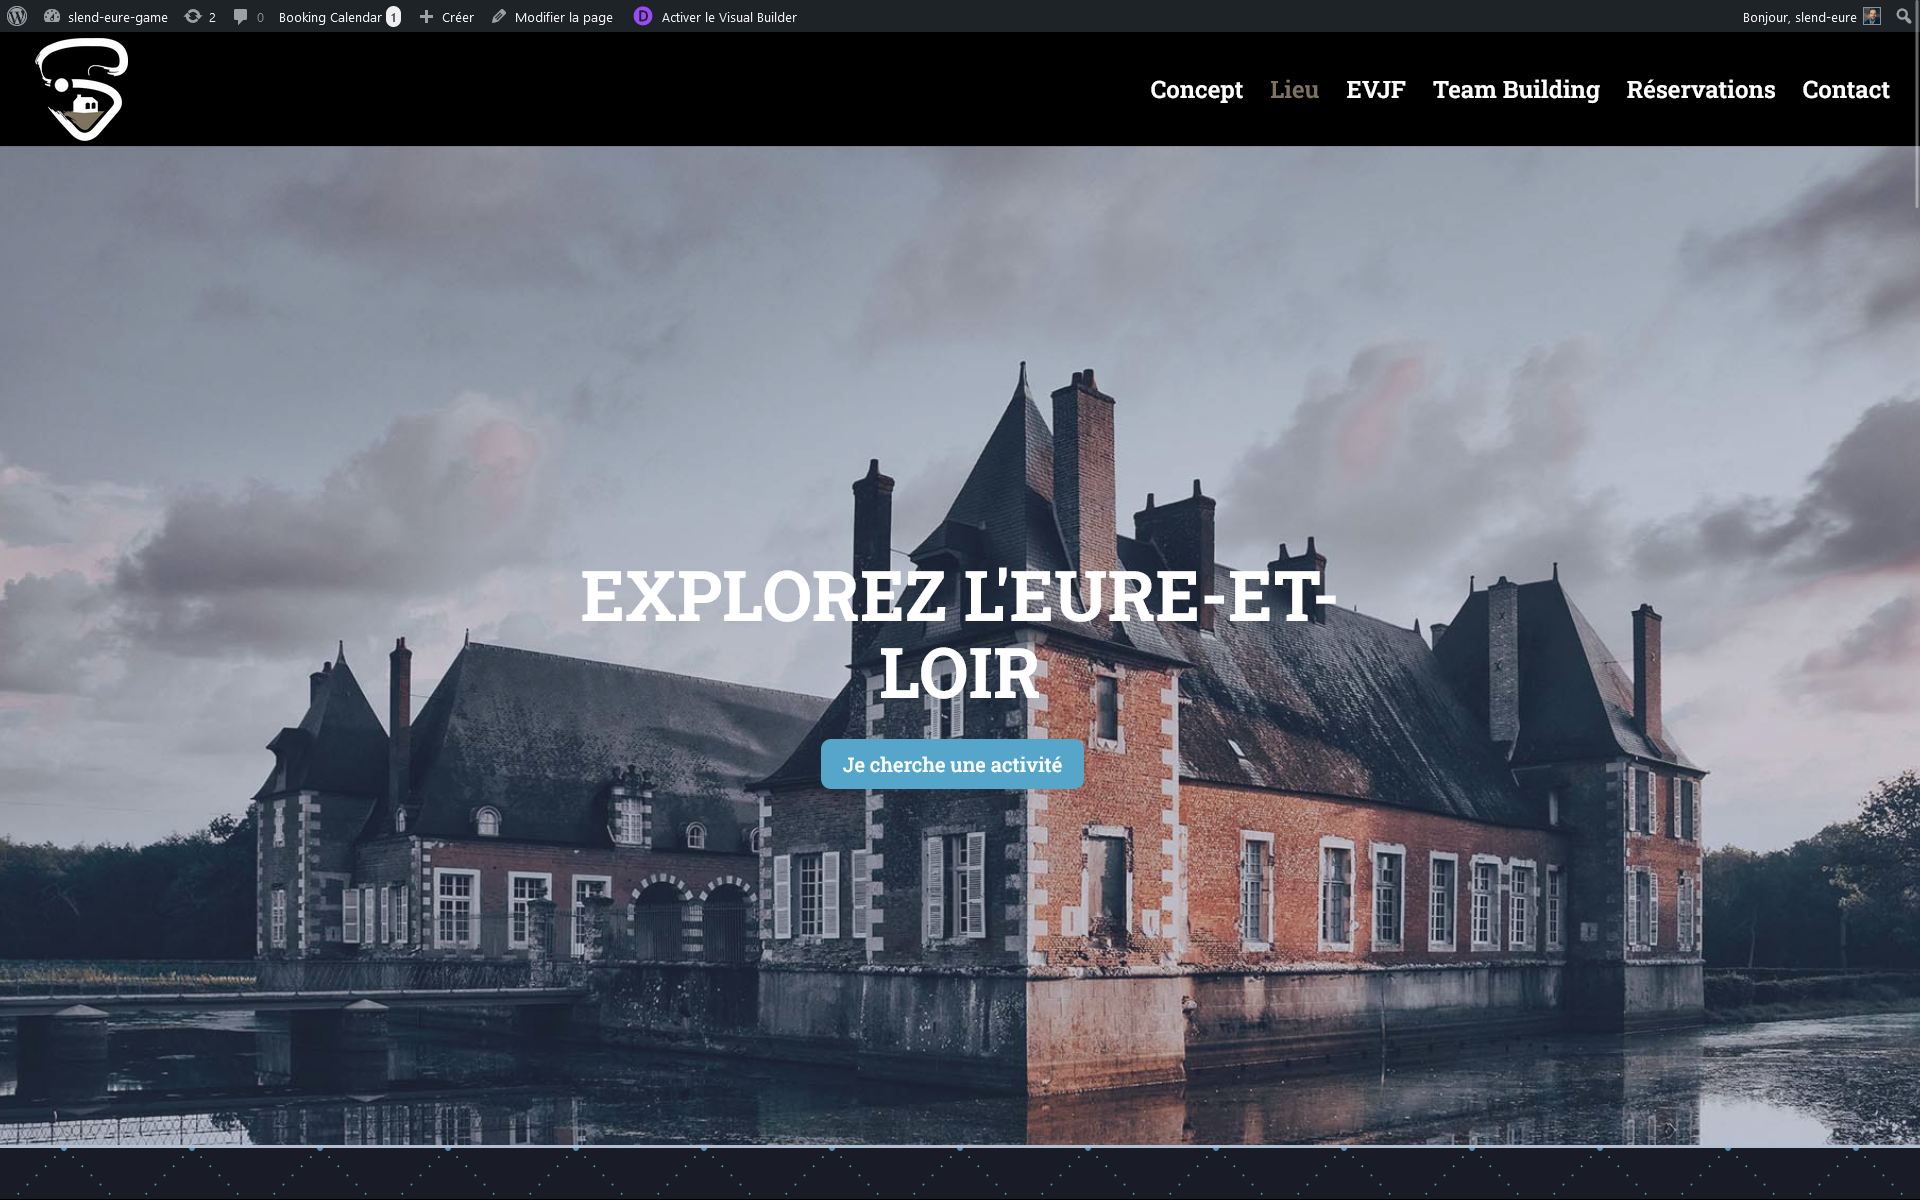 slend-eure-game 2 0 Booking Calendar 1 Créer Modifier la page D Activer le Visual Builder Bonjour, slend-eure
Concept Lieu EVJF Team Building Réservations Contact
EXPLOREZ L'EURE-ET-
LOIR
Je cherche une activité